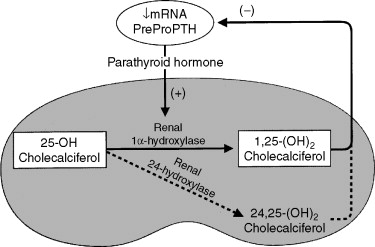 ↓mRNA
PreProPTH
(−)
Parathyroid hormone
(+)
25-OH
Cholecalciferol
Renal
1α-hydroxylase
1,25-(OH)₂
Cholecalciferol
Renal
24-hydroxylase
24,25-(OH)₂
Cholecalciferol